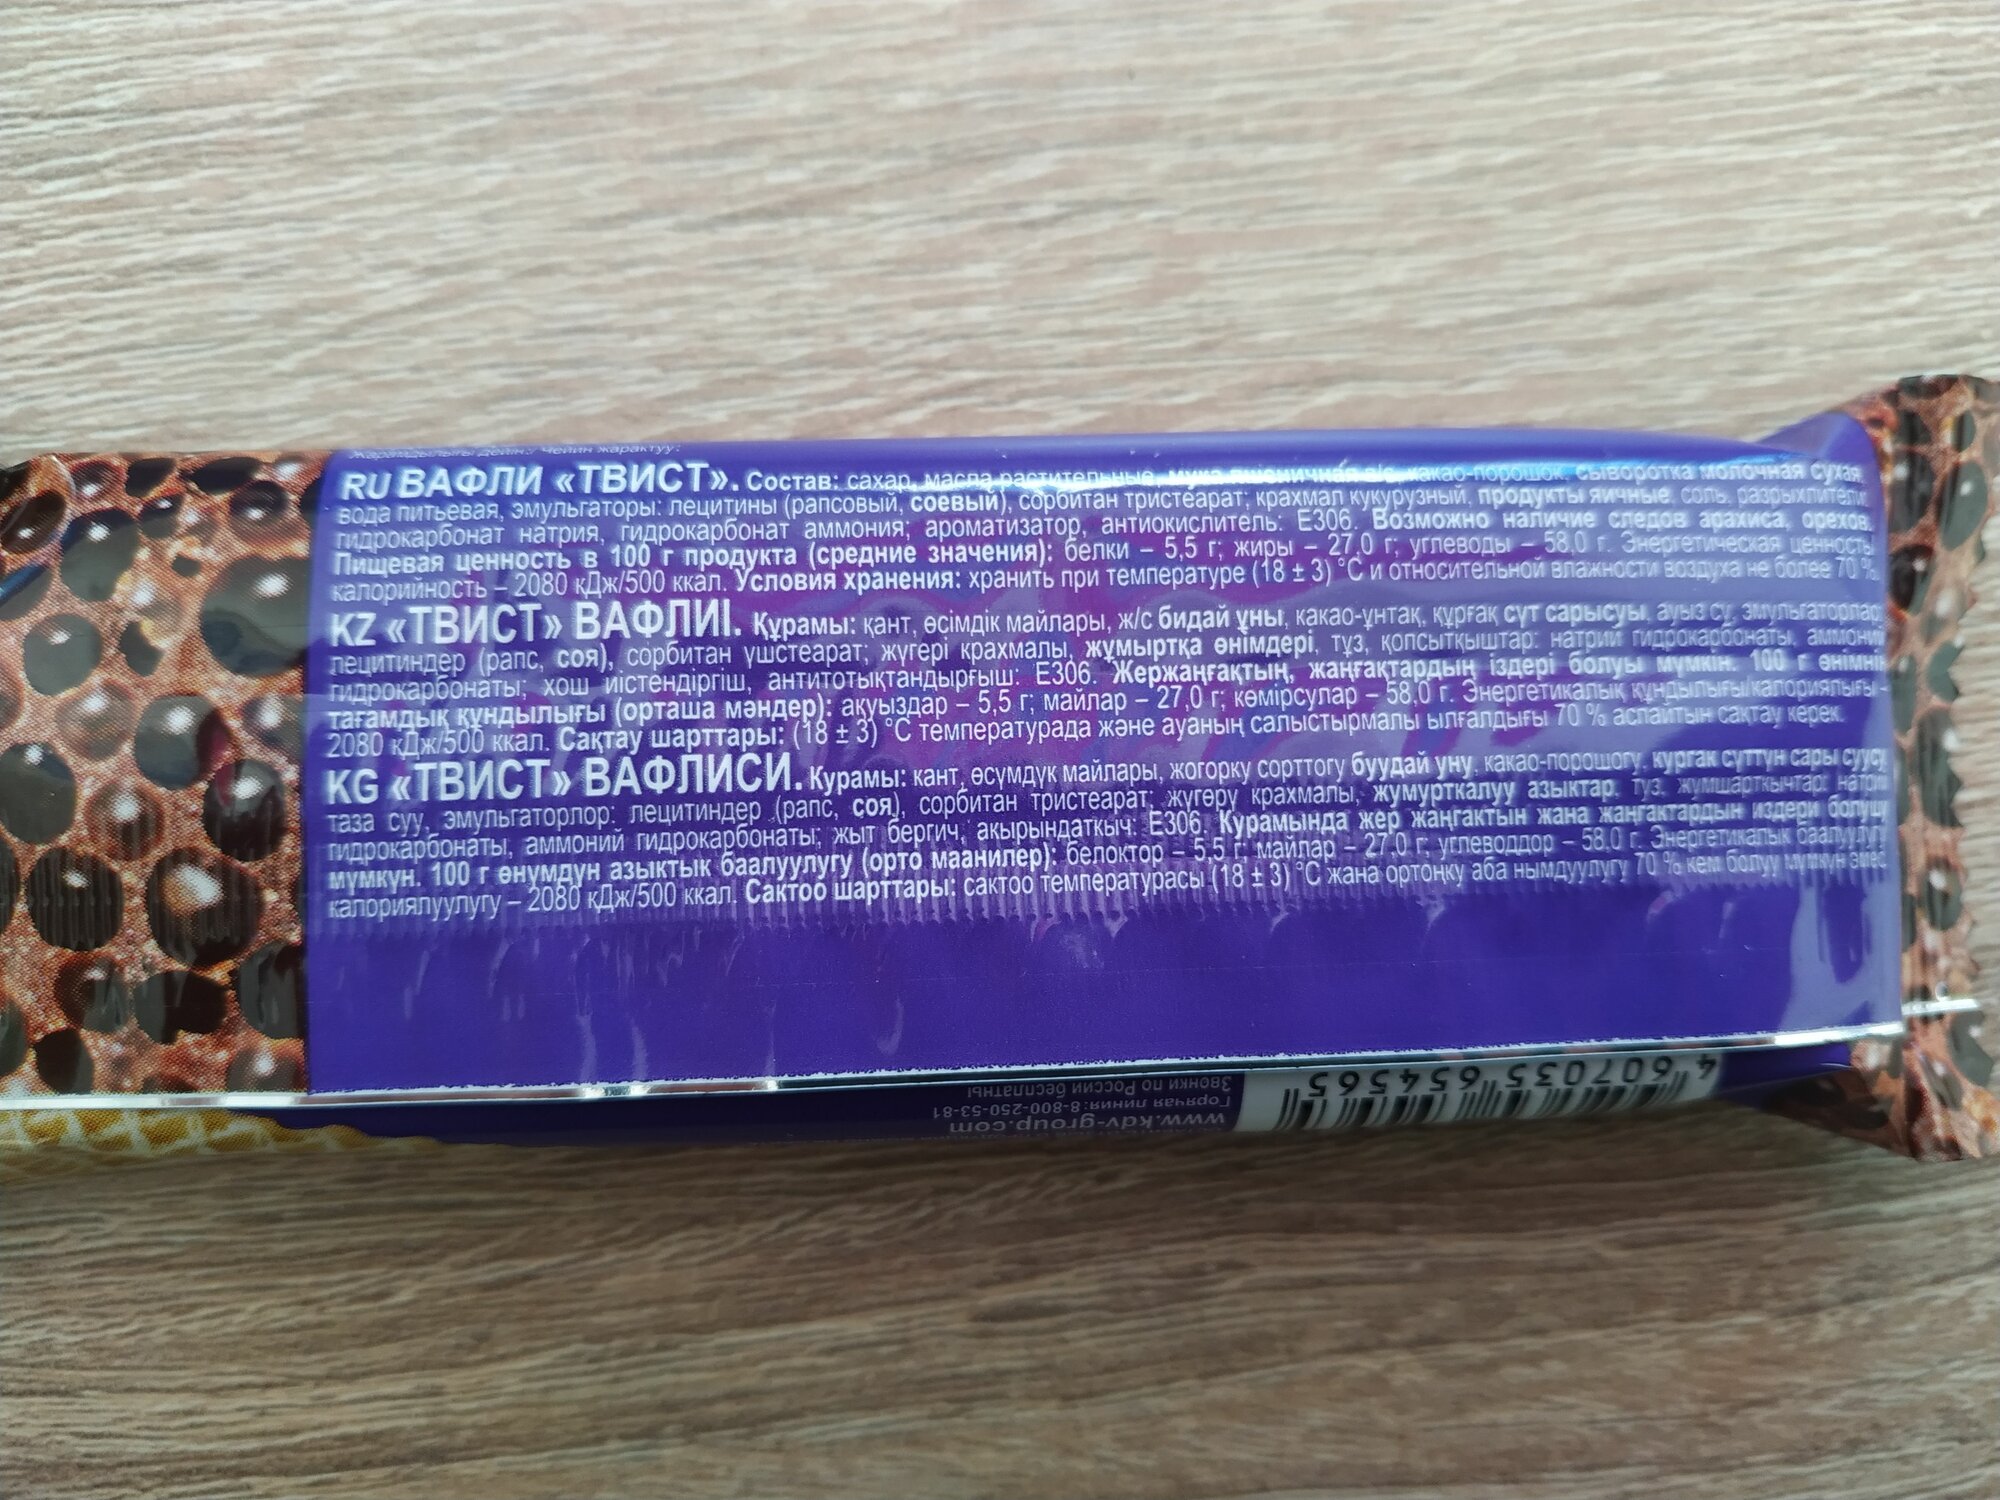 Жарамдылығы дейін:/ Чейин жарактуу:
RU ВАФЛИ «ТВИСТ». Состав: сахар, масла растительные, мука пшеничная в/с, какао-порошок, сыворотка молочная сухая,
вода питьевая, эмульгаторы: лецитины (рапсовый, соевый), сорбитан тристеарат; крахмал кукурузный, продукты яичные, соль, разрыхлители:
гидрокарбонат натрия, гидрокарбонат аммония; ароматизатор, антиокислитель: Е306. Возможно наличие следов арахиса, орехов.
Пищевая ценность в 100 г продукта (средние значения): белки – 5,5 г; жиры – 27,0 г; углеводы – 58,0 г. Энергетическая ценность/
калорийность – 2080 кДж/500 ккал. Условия хранения: хранить при температуре (18 ± 3) °С и относительной влажности воздуха не более 70 %.
KZ «ТВИСТ» ВАФЛИІ. Құрамы: қант, өсімдік майлары, ж/с бидай ұны, какао-ұнтақ, құрғақ сүт сарысуы, ауыз су, эмульгаторлар:
лецитиндер (рапс, соя), сорбитан үшстеарат; жүгері крахмалы, жұмыртқа өнімдері, тұз, қопсытқыштар: натрий гидрокарбонаты, аммоний
гидрокарбонаты; хош иістендіргіш, антитотықтандырғыш: Е306. Жержаңғақтың, жаңғақтардың іздері болуы мүмкін. 100 г өнімнің
тағамдық құндылығы (орташа мәндер): ақуыздар – 5,5 г; майлар – 27,0 г; көмірсулар – 58,0 г. Энергетикалық құндылығы/калориялығы –
2080 кДж/500 ккал. Сақтау шарттары: (18 ± 3) °С температурада және ауаның салыстырмалы ылғалдығы 70 % аспайтын сақтау керек.
KG «ТВИСТ» ВАФЛИСИ. Курамы: кант, өсүмдүк майлары, жогорку сорттогу буудай уну, какао-порошогу, кургак сүттүн сары суусу,
таза суу, эмульгаторлор: лецитиндер (рапс, соя), сорбитан тристеарат; жүгөрү крахмалы, жумурткалуу азыктар, туз, жумшарткычтар: натрий
гидрокарбонаты, аммоний гидрокарбонаты; жыт бергич, акырындаткыч: Е306. Курамында жер жаңгактын жана жаңгактардын издери болушу
мүмкүн. 100 г өнүмдүн азыктык баалуулугу (орто маанилер): белоктор – 5,5 г; майлар – 27,0 г; углеводдор – 58,0 г. Энергетикалык баалуулугу/
калориялуулугу – 2080 кДж/500 ккал. Сактоо шарттары: сактоо температурасы (18 ± 3) °С жана ортоңку аба нымдуулугу 70 % кем болуу мүмкүн эмес.
www.kdv-group.com
Горячая линия: 8-800-250-53-81
Звонки по России бесплатны
4 607035 654565